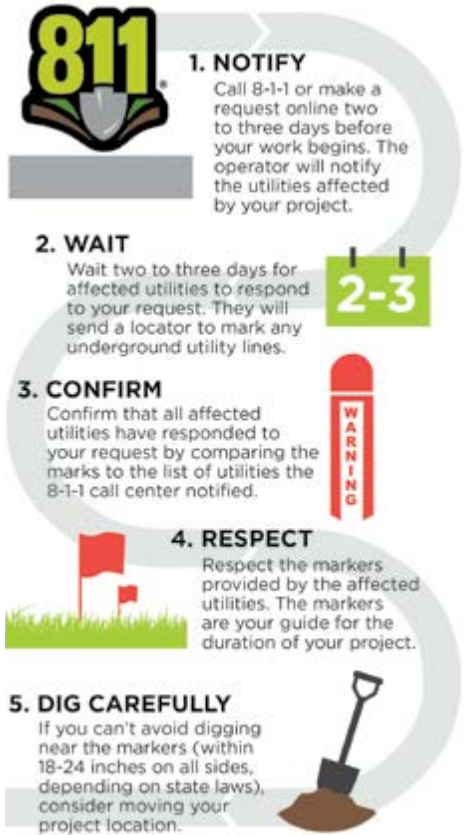 811®
1. NOTIFY
Call 8-1-1 or make a
request online two
to three days before
your work begins. The
operator will notify
the utilities affected
by your project.
2. WAIT
Wait two to three days for
affected utilities to respond
to your request. They will
send a locator to mark any
underground utility lines.
2-3
3. CONFIRM
Confirm that all affected
utilities have responded to
your request by comparing the
marks to the list of utilities the
8-1-1 call center notified.
WARNING
4. RESPECT
Respect the markers
provided by the affected
utilities. The markers
are your guide for the
duration of your project.
5. DIG CAREFULLY
If you can't avoid digging
near the markers (within
18-24 inches on all sides,
depending on state laws),
consider moving your
project location.